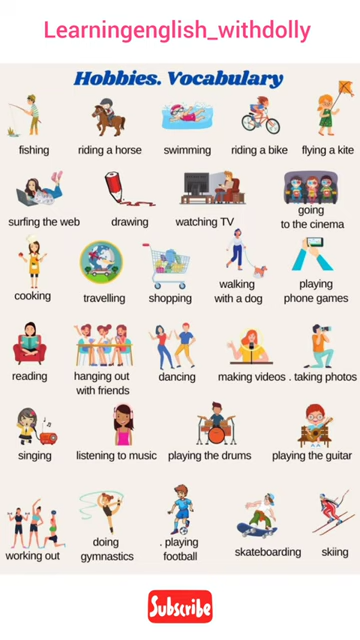 Learningenglish_withdolly
Hobbies. Vocabulary
fishing
riding a horse
swimming
riding a bike
flying a kite
surfing the web
drawing
watching TV
going
to the cinema
cooking
travelling
shopping
walking
with a dog
playing
phone games
reading
hanging out
with friends
dancing
making videos
. taking photos
singing
listening to music
playing the drums
playing the guitar
working out
doing
gymnastics
. playing
football
skateboarding
skiing
Subscribe